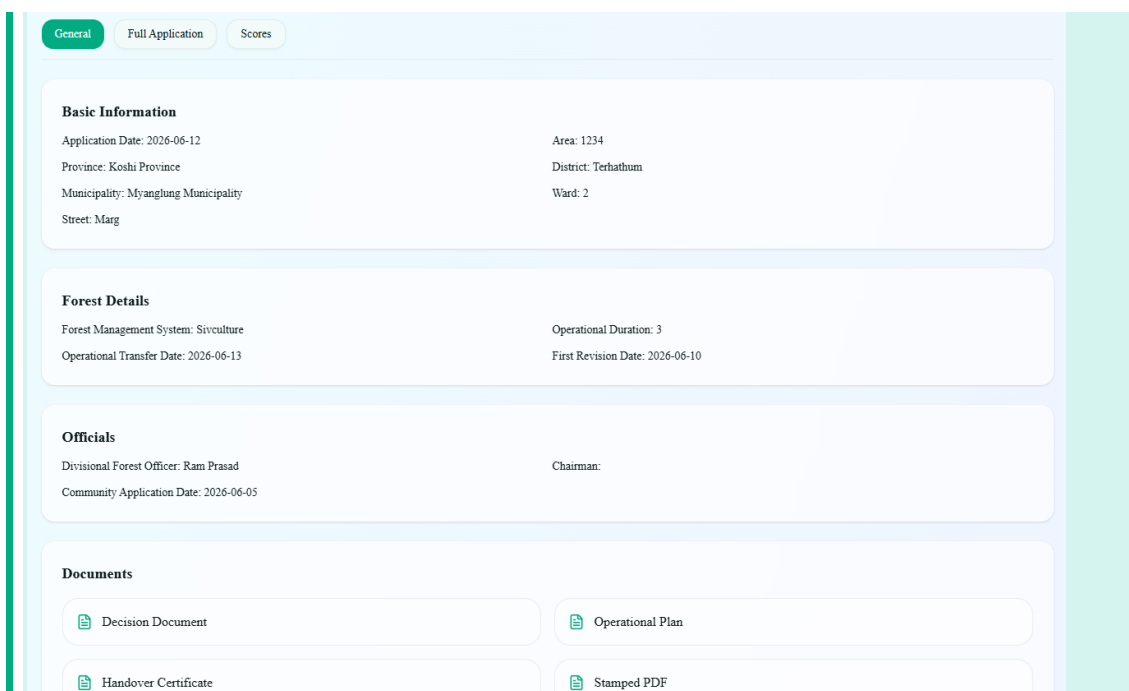 General
Full Application
Scores
Basic Information
Application Date: 2026-06-12
Area: 1234
Province: Koshi Province
District: Terhathum
Municipality: Myanglung Municipality
Ward: 2
Street: Marg
Forest Details
Forest Management System: Sivculture
Operational Duration: 3
Operational Transfer Date: 2026-06-13
First Revision Date: 2026-06-10
Officials
Divisional Forest Officer: Ram Prasad
Chairman:
Community Application Date: 2026-06-05
Documents
Decision Document
Operational Plan
Handover Certificate
Stamped PDF